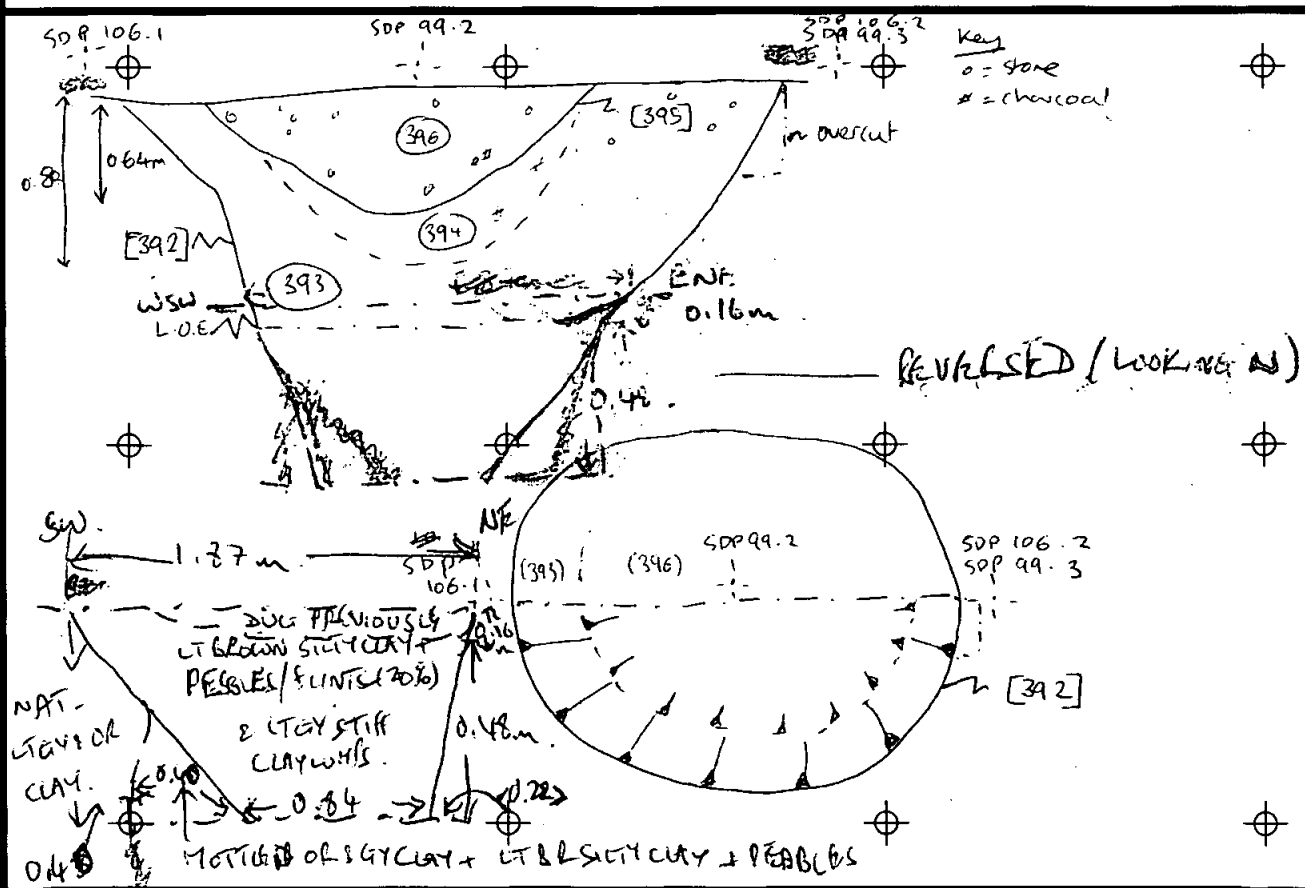 SDP 106.1
SDP 99.2
SDP 106.2
SDP 99.3
Key
o = stone
= charcoal
[395]
(396)
in overcut
0.64m
0.80
(394)
[392]
(393)
WSW
L.O.E
ENE
0.16m
REVERSED (LOOKING N)
0.48
SW.
NE
1.87m
SDP
106.1
(393)
(396)
SDP 99.2
SDP 106.2
SDP 99.3
DUG PREVIOUSLY
LT BROWN SILTY CLAY +
PEBBLES/FLINTS (20%)
& LT GY STIFF
CLAY LUMPS.
0.16
m
[392]
NAT-
LT GY & OR
CLAY.
0.48m.
0.40
0.84
0.22
MOTTLED OR & GY CLAY + LT BR SILTY CLAY + PEBBLES